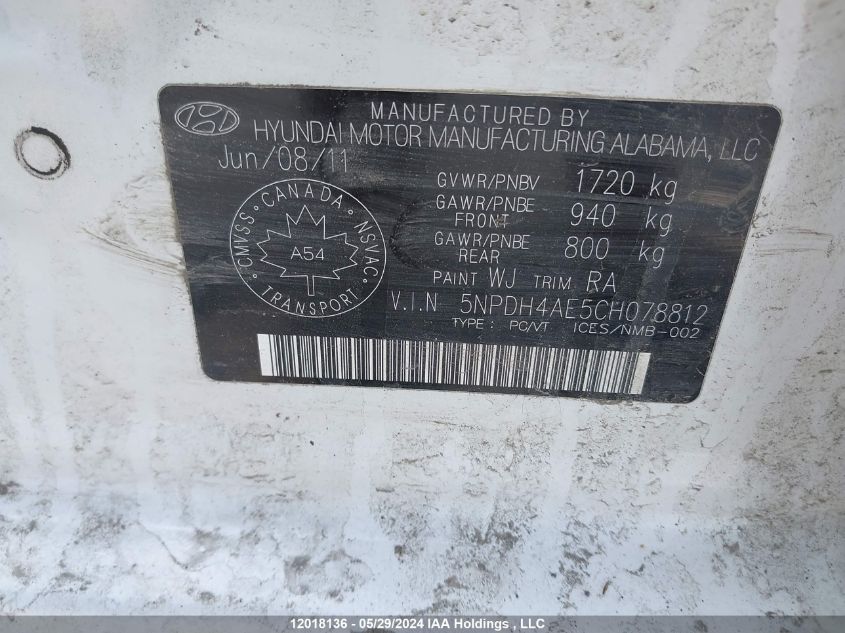 MANUFACTURED BY
HYUNDAI MOTOR MANUFACTURING ALABAMA, LLC
Jun/08/11
GVWR/PNBV 1720 kg
GAWR/PNBE FRONT 940 kg
GAWR/PNBE REAR 800 kg
PAINT WJ TRIM RA
V.I.N 5NPDH4AE5CH078812
TYPE : PC/VT ICES/NMB-002
CANADA
CMVSS • NSVAC
A54
TRANSPORT
12018136 - 05/29/2024 IAA Holdings , LLC